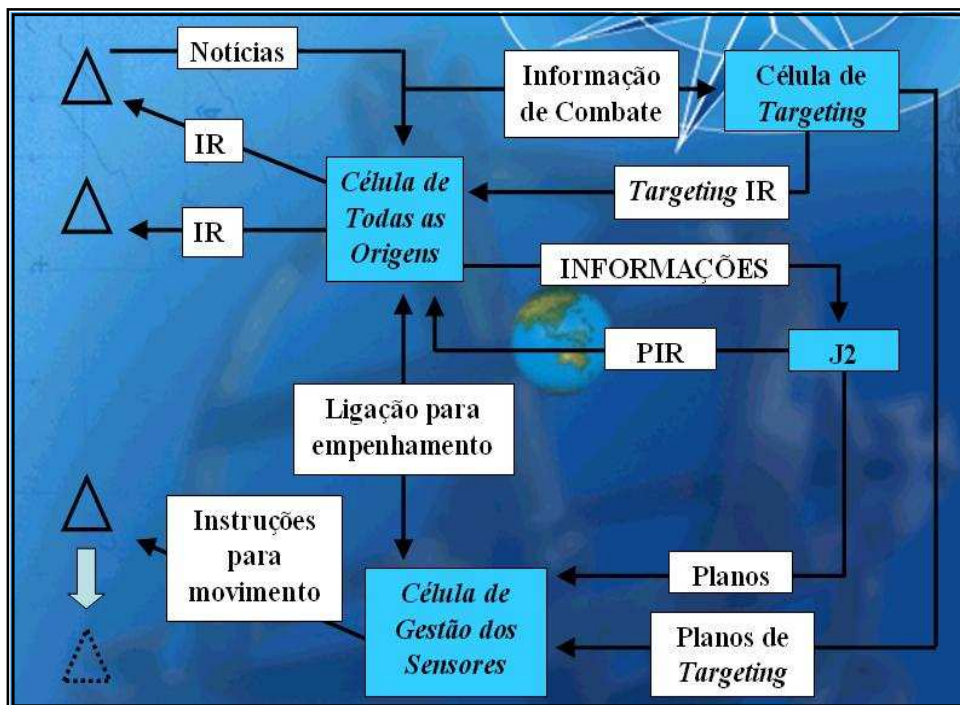 Notícias
Informação
de Combate
Célula de
Targeting
IR
Célula de
Todas as
Origens
Targeting IR
IR
INFORMAÇÕES
PIR
J2
Ligação para
empenhamento
Instruções
para
movimento
Célula de
Gestão dos
Sensores
Planos
Planos de
Targeting